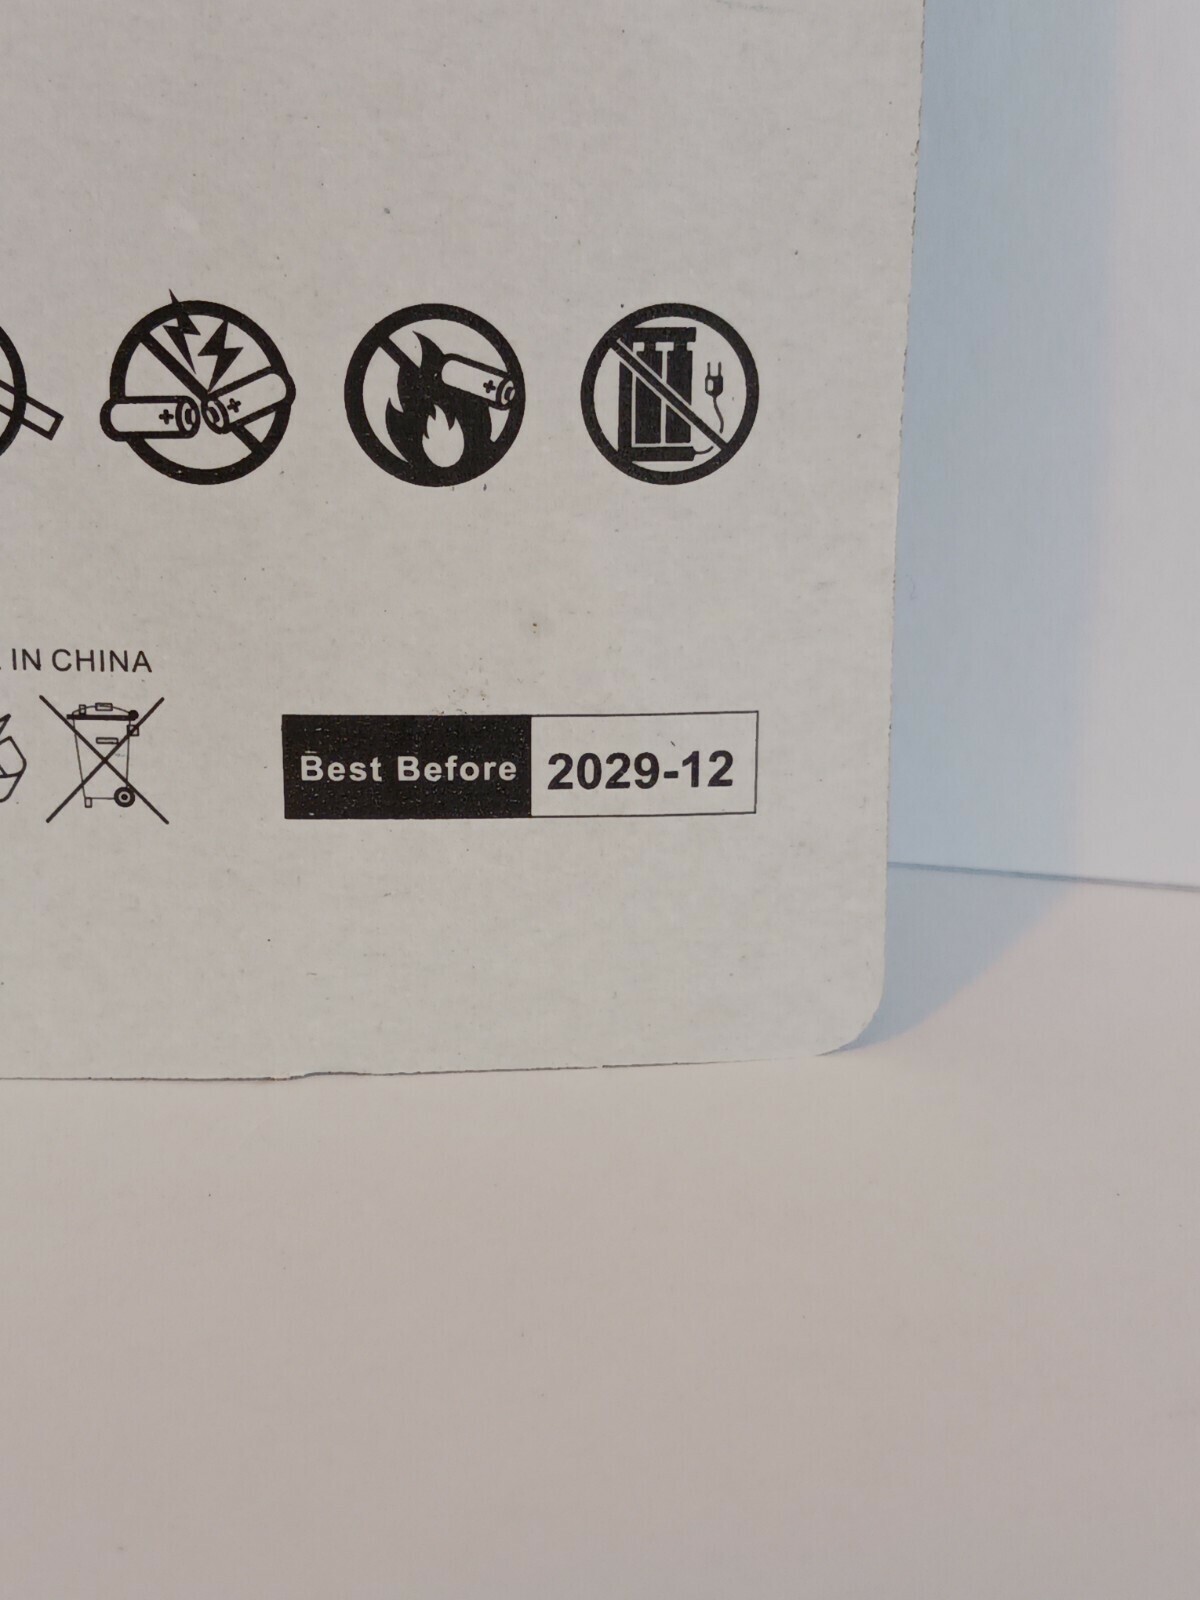 IN CHINA
Best Before 2029-12